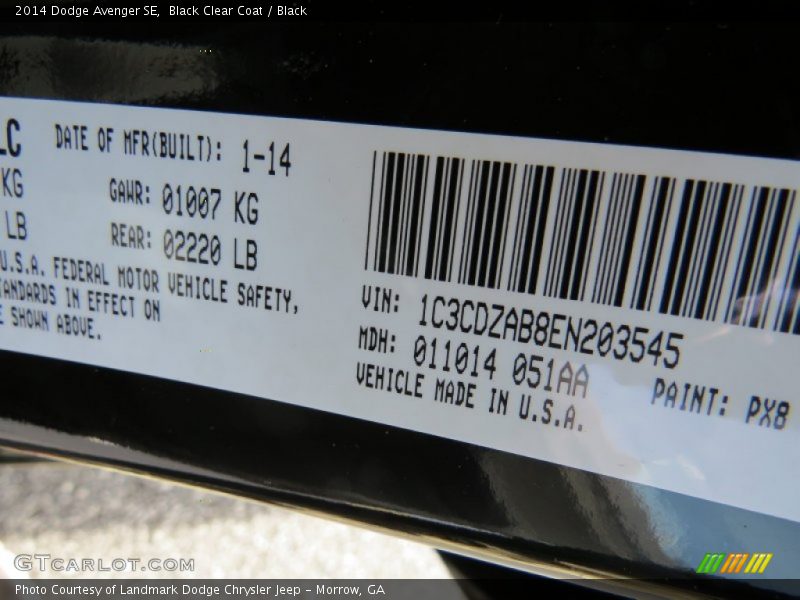 2014 Dodge Avenger SE, Black Clear Coat / Black
LC
DATE OF MFR(BUILT): 1-14
KG GAWR: 01007 KG
LB REAR: 02220 LB
U.S.A. FEDERAL MOTOR VEHICLE SAFETY,
TANDARDS IN EFFECT ON
E SHOWN ABOVE.
VIN: 1C3CDZAB8EN203545
MDH: 011014 051AA PAINT: PX8
VEHICLE MADE IN U.S.A.
GTCARLOT.COM
Photo Courtesy of Landmark Dodge Chrysler Jeep – Morrow, GA